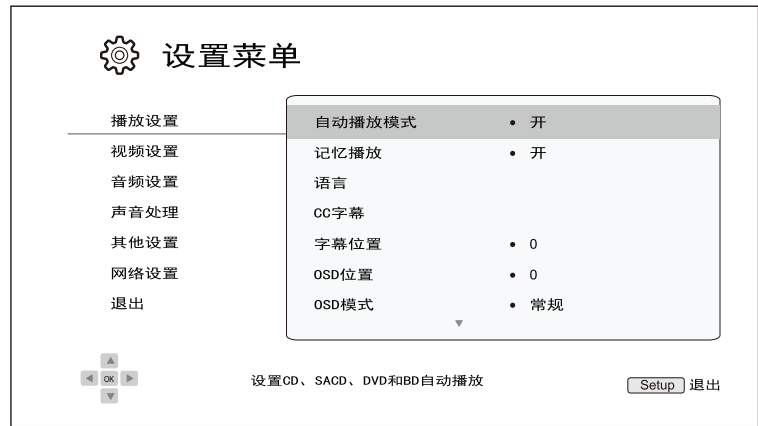 设置菜单
播放设置
视频设置
音频设置
声音处理
其他设置
网络设置
退出
自动播放模式 • 开
记忆播放 • 开
语言
CC字幕
字幕位置 • 0
OSD位置 • 0
OSD模式 • 常规
OK
设置CD、SACD、DVD和BD自动播放
Setup 退出